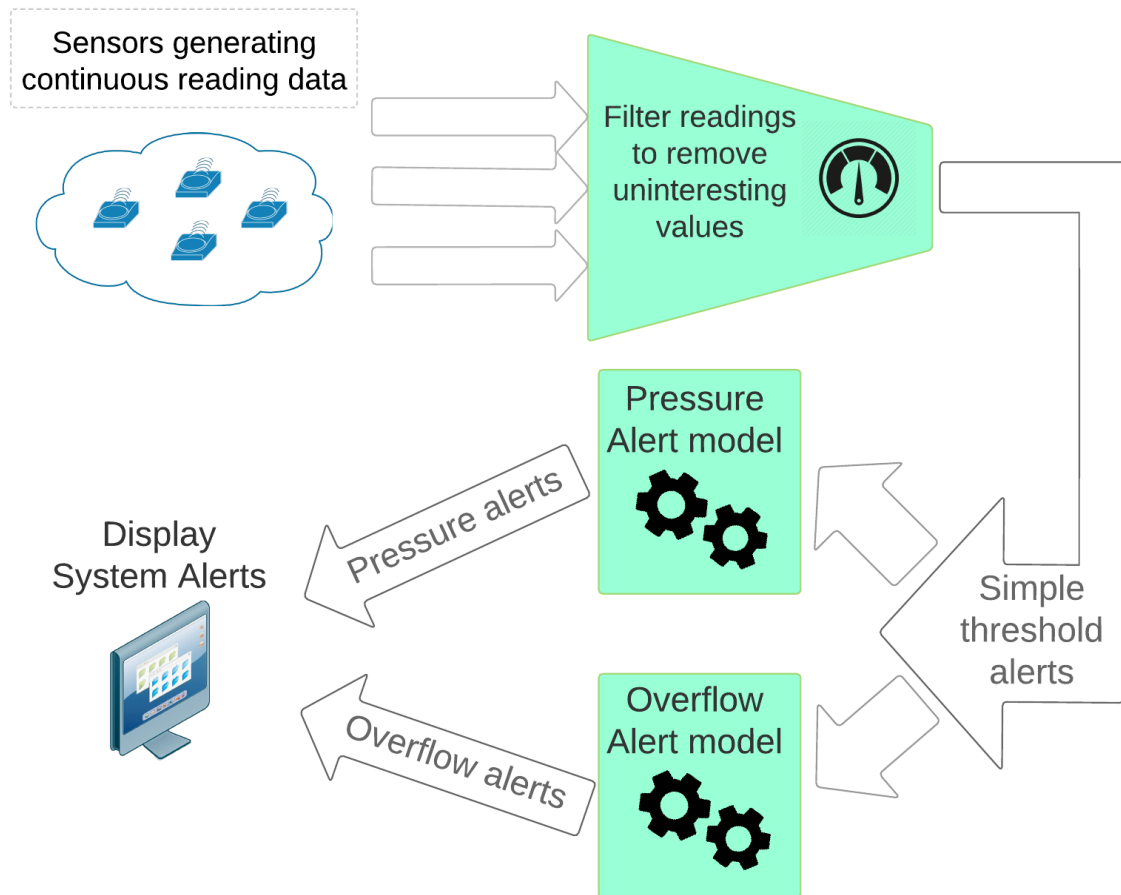 Sensors generating
continuous reading data
Filter readings
to remove
uninteresting
values
Pressure
Alert model
Pressure alerts
Display
System Alerts
Simple
threshold
alerts
Overflow
Alert model
Overflow alerts